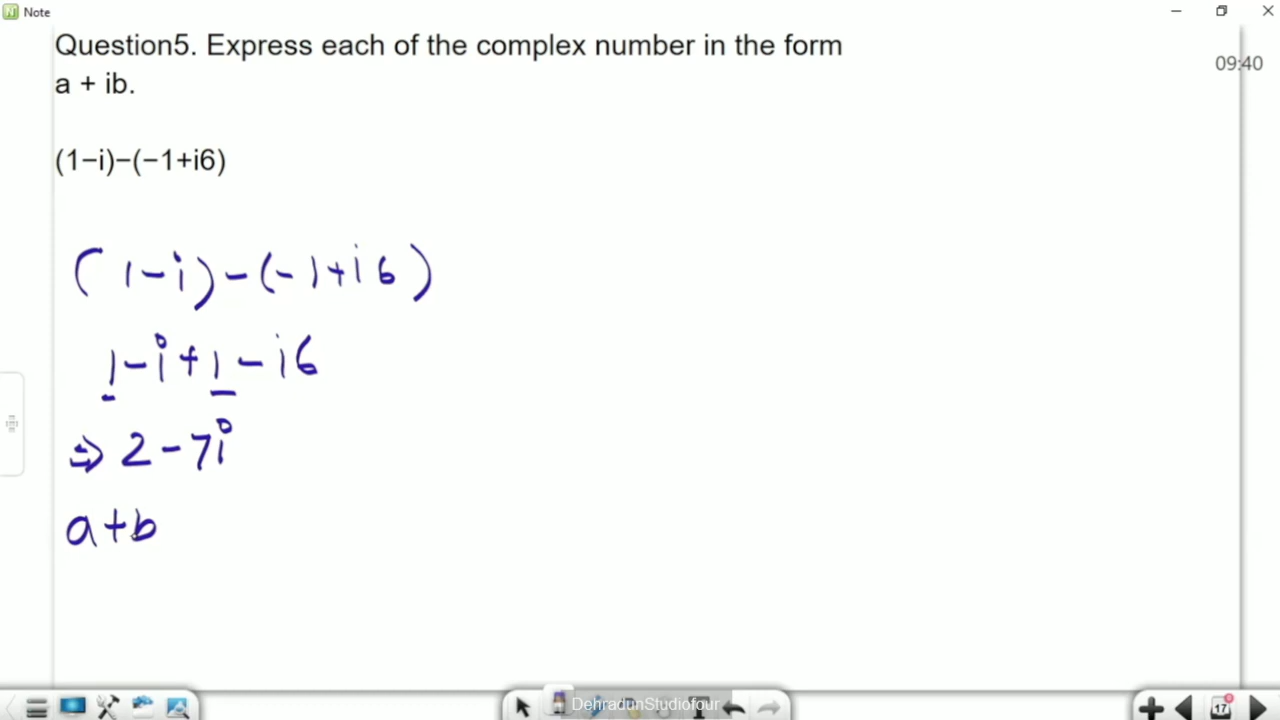 Note
Question5. Express each of the complex number in the form
a + ib.
09:40
(1−i)−(−1+i6)
(1-i)-(-1+i6)
1-i+1-i6
⇒ 2-7i
a+b
DehradunStudiofour
17